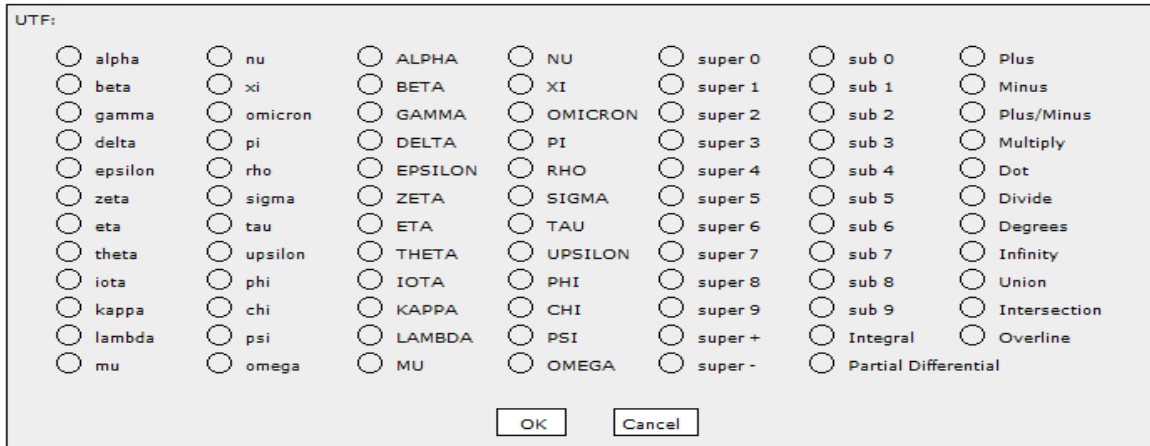 UTF:
alpha nu ALPHA NU super 0 sub 0 Plus
beta xi BETA XI super 1 sub 1 Minus
gamma omicron GAMMA OMICRON super 2 sub 2 Plus/Minus
delta pi DELTA PI super 3 sub 3 Multiply
epsilon rho EPSILON RHO super 4 sub 4 Dot
zeta sigma ZETA SIGMA super 5 sub 5 Divide
eta tau ETA TAU super 6 sub 6 Degrees
theta upsilon THETA UPSILON super 7 sub 7 Infinity
iota phi IOTA PHI super 8 sub 8 Union
kappa chi KAPPA CHI super 9 sub 9 Intersection
lambda psi LAMBDA PSI super + Integral Overline
mu omega MU OMEGA super - Partial Differential
OK Cancel